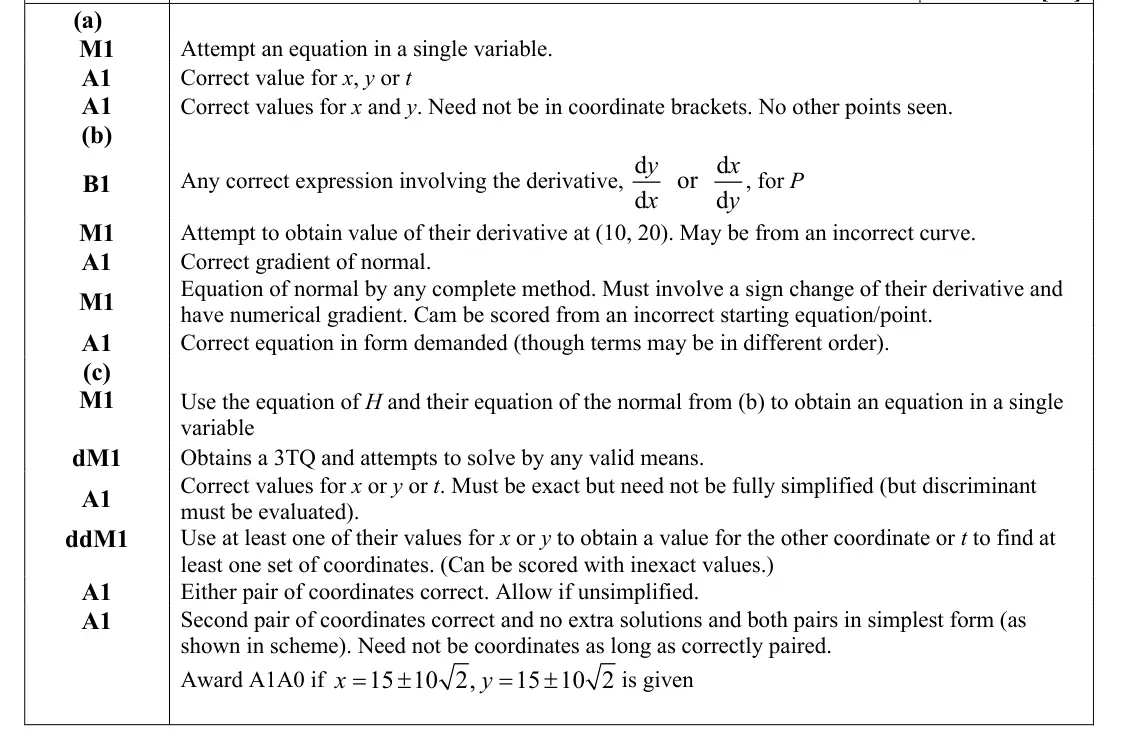 (a)
M1 Attempt an equation in a single variable.
A1 Correct value for x, y or t
A1 Correct values for x and y. Need not be in coordinate brackets. No other points seen.
(b)
B1 Any correct expression involving the derivative, dy/dx or dx/dy, for P
M1 Attempt to obtain value of their derivative at (10, 20). May be from an incorrect curve.
A1 Correct gradient of normal.
M1 Equation of normal by any complete method. Must involve a sign change of their derivative and
have numerical gradient. Cam be scored from an incorrect starting equation/point.
A1 Correct equation in form demanded (though terms may be in different order).
(c)
M1 Use the equation of H and their equation of the normal from (b) to obtain an equation in a single
variable
dM1 Obtains a 3TQ and attempts to solve by any valid means.
A1 Correct values for x or y or t. Must be exact but need not be fully simplified (but discriminant
must be evaluated).
ddM1 Use at least one of their values for x or y to obtain a value for the other coordinate or t to find at
least one set of coordinates. (Can be scored with inexact values.)
A1 Either pair of coordinates correct. Allow if unsimplified.
A1 Second pair of coordinates correct and no extra solutions and both pairs in simplest form (as
shown in scheme). Need not be coordinates as long as correctly paired.
Award A1A0 if x = 15 ± 10√2, y = 15 ± 10√2 is given